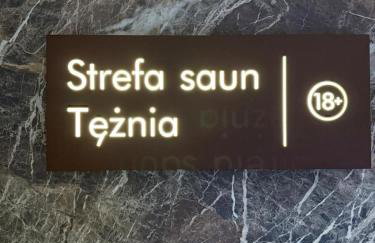 Strefa saun
Tężnia
18+